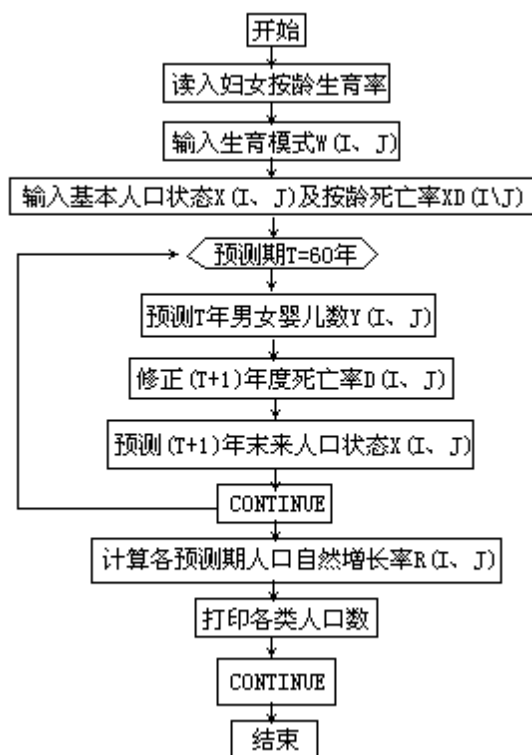 开始
读入妇女按龄生育率
输入生育模式W(I、J)
输入基本人口状态X(I、J)及按龄死亡率XD(I\J)
预测期T=60年
预测T年男女婴儿数Y(I、J)
修正(T+1)年度死亡率D(I、J)
预测(T+1)年末来人口状态X(I、J)
CONTINUE
计算各预测期人口自然增长率R(I、J)
打印各类人口数
CONTINUE
结束